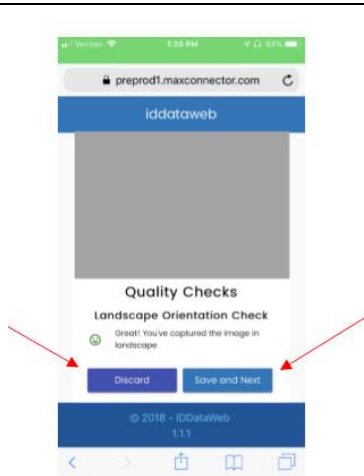 Verizon 1:39 PM 64%
preprod1.maxconnector.com
iddataweb
Quality Checks
Landscape Orientation Check
Great! You've captured the image in
landscape
Discard Save and Next
© 2018 - IDDataWeb
1.1.1